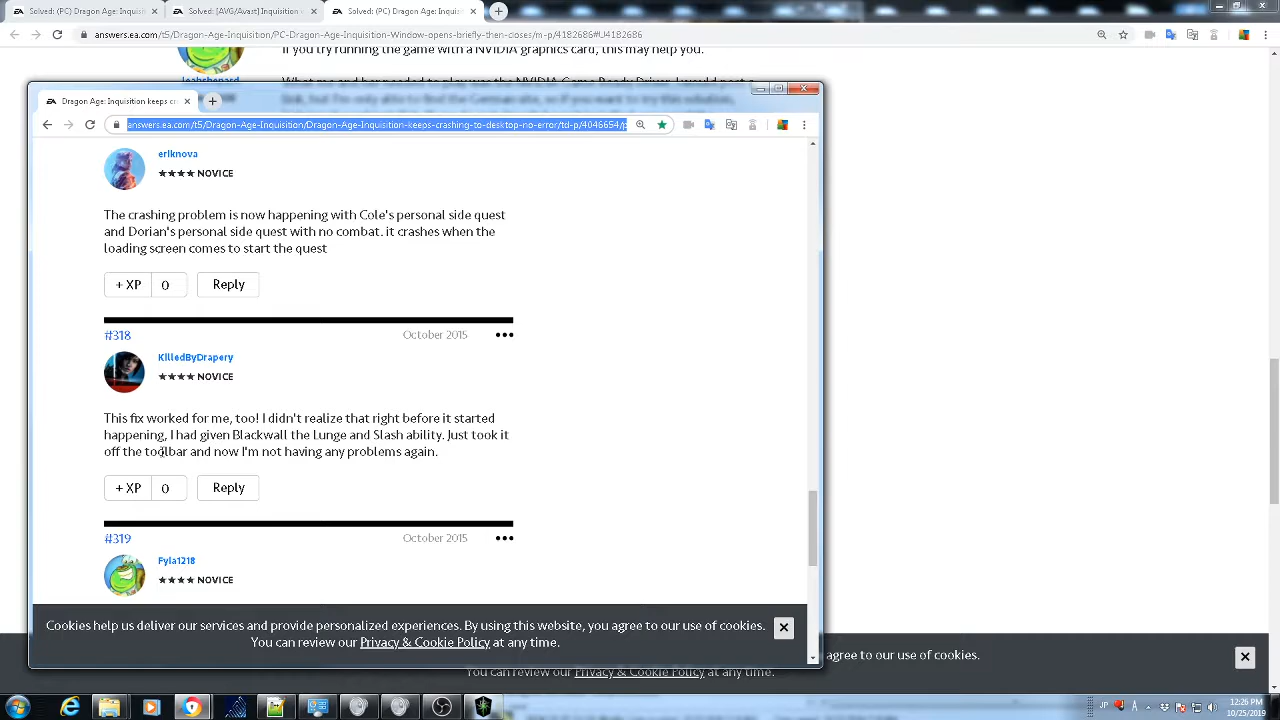 Solved: (PC) Dragon Age Inquisition
Solved: [AVG/Avast] Inquisition
Solved: (PC) Dragon Age: Inquisition
answers.ea.com/t5/Dragon-Age-Inquisition/PC-Dragon-Age-Inquisition-Window-opens-briefly-then-closes/m-p/4182686#U4182686
If you try running the game with a NVIDIA graphics card, this may help you.
leahshepard
Dragon Age: Inquisition keeps cr
answers.ea.com/t5/Dragon-Age-Inquisition/Dragon-Age-Inquisition-keeps-crashing-to-desktop-no-error/td-p/4046654/p
eriknova
★★★★ NOVICE
The crashing problem is now happening with Cole's personal side quest
and Dorian's personal side quest with no combat. it crashes when the
loading screen comes to start the quest
+ XP 0 Reply
#318 October 2015 •••
KilledByDrapery
★★★★ NOVICE
This fix worked for me, too! I didn't realize that right before it started
happening, I had given Blackwall the Lunge and Slash ability. Just took it
off the toolbar and now I'm not having any problems again.
+ XP 0 Reply
#319 October 2015 •••
Fyla1218
★★★★ NOVICE
Cookies help us deliver our services and provide personalized experiences. By using this website, you agree to our use of cookies.
You can review our Privacy & Cookie Policy at any time.
agree to our use of cookies.
You can review our Privacy & Cookie Policy at any time.
JP
12:26 PM
10/25/2019